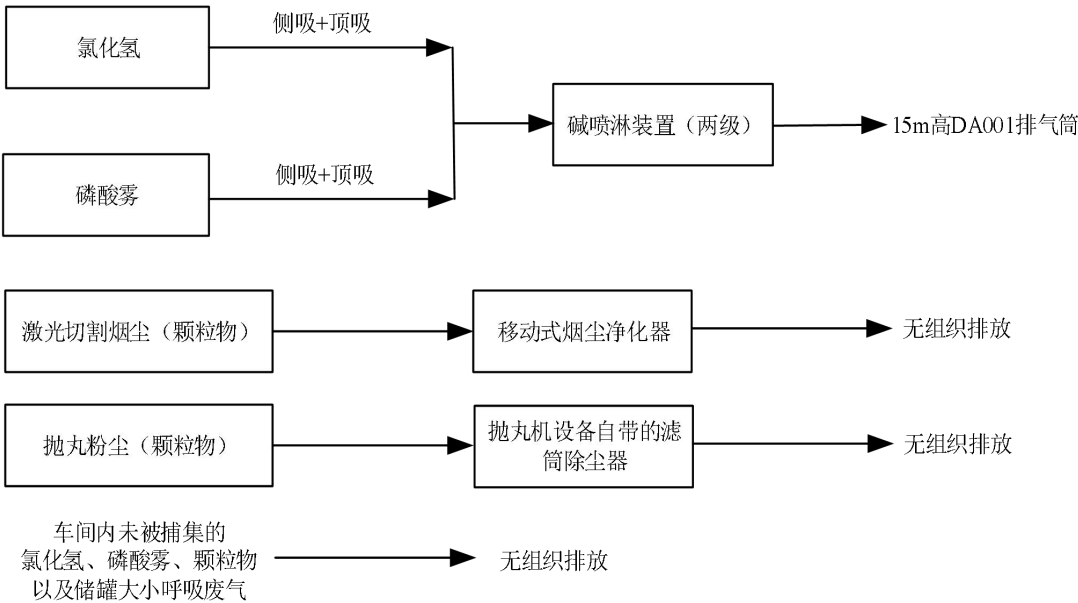 侧吸+顶吸
氯化氢
碱喷淋装置（两级）
15m高DA001排气筒
侧吸+顶吸
磷酸雾
激光切割烟尘（颗粒物）
移动式烟尘净化器
无组织排放
抛丸粉尘（颗粒物）
抛丸机设备自带的滤
筒除尘器
无组织排放
车间内未被捕集的
氯化氢、磷酸雾、颗粒物
以及储罐大小呼吸废气
无组织排放